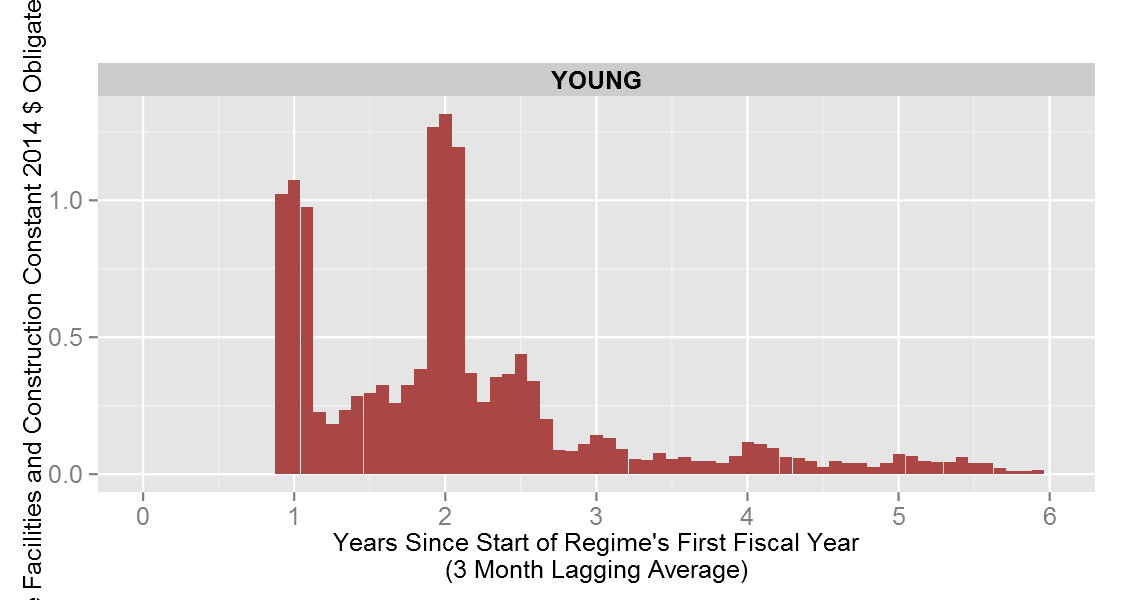 YOUNG
Facilities and Construction Constant 2014 $ Obligate
1.0
0.5
0.0
0 1 2 3 4 5 6
Years Since Start of Regime's First Fiscal Year
(3 Month Lagging Average)